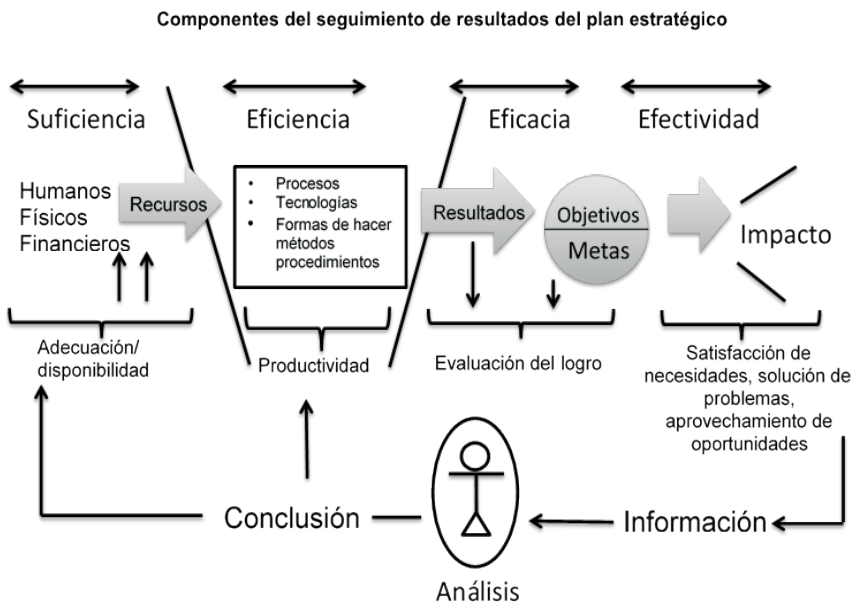 Componentes del seguimiento de resultados del plan estratégico
Suficiencia
Eficiencia
Eficacia
Efectividad
Humanos
Físicos
Financieros
Recursos
• Procesos
• Tecnologías
• Formas de hacer
métodos
procedimientos
Resultados
Objetivos
Metas
Impacto
Adecuación/
disponibilidad
Productividad
Evaluación del logro
Satisfacción de
necesidades, solución de
problemas,
aprovechamiento de
oportunidades
Conclusión
Información
Análisis